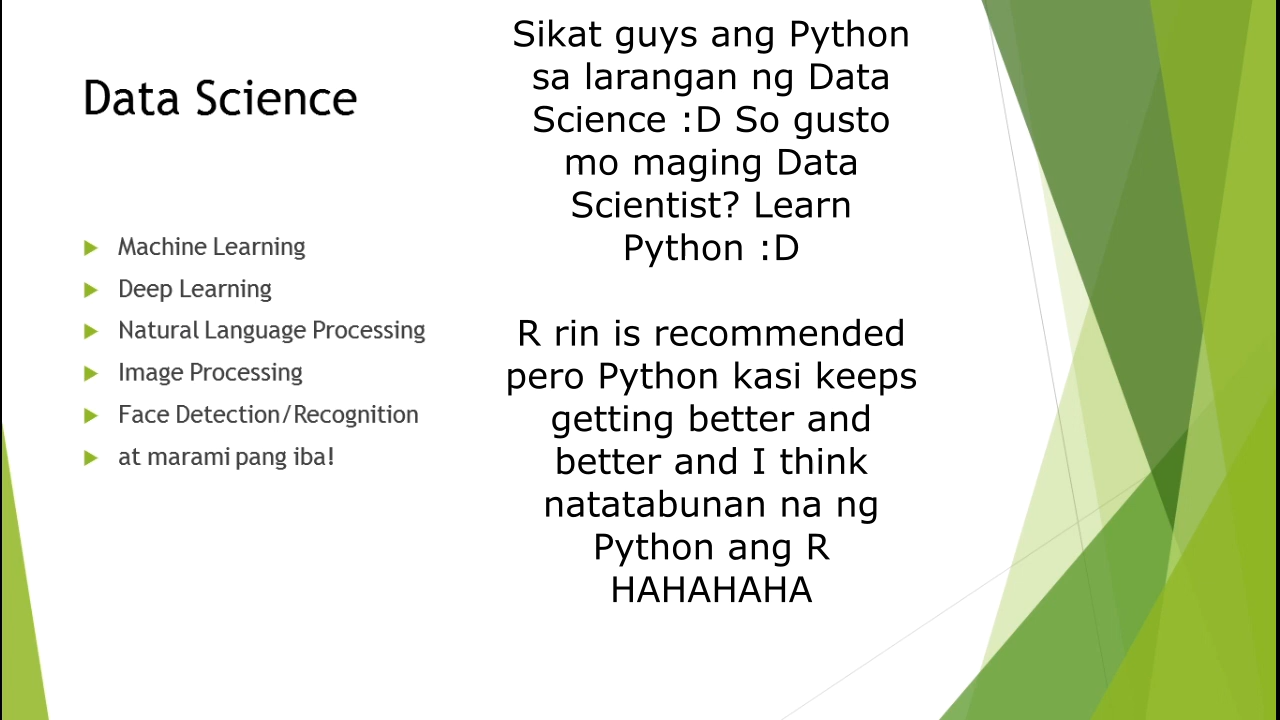 Data Science
Machine Learning
Deep Learning
Natural Language Processing
Image Processing
Face Detection/Recognition
at marami pang iba!
Sikat guys ang Python
sa larangan ng Data
Science :D So gusto
mo maging Data
Scientist? Learn
Python :D
R rin is recommended
pero Python kasi keeps
getting better and
better and I think
natatabunan na ng
Python ang R
HAHAHAHA